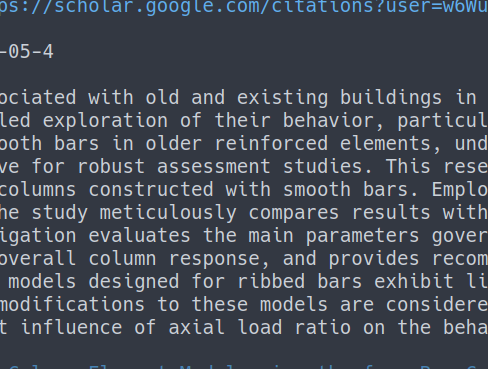 ps://scholar.google.com/citations?user=w6Wu
-05-4
ociated with old and existing buildings in
led exploration of their behavior, particul
ooth bars in older reinforced elements, und
ve for robust assessment studies. This rese
columns constructed with smooth bars. Emplo
he study meticulously compares results with
igation evaluates the main parameters gover
overall column response, and provides recom
models designed for ribbed bars exhibit li
modifications to these models are considere
t influence of axial load ratio on the beha